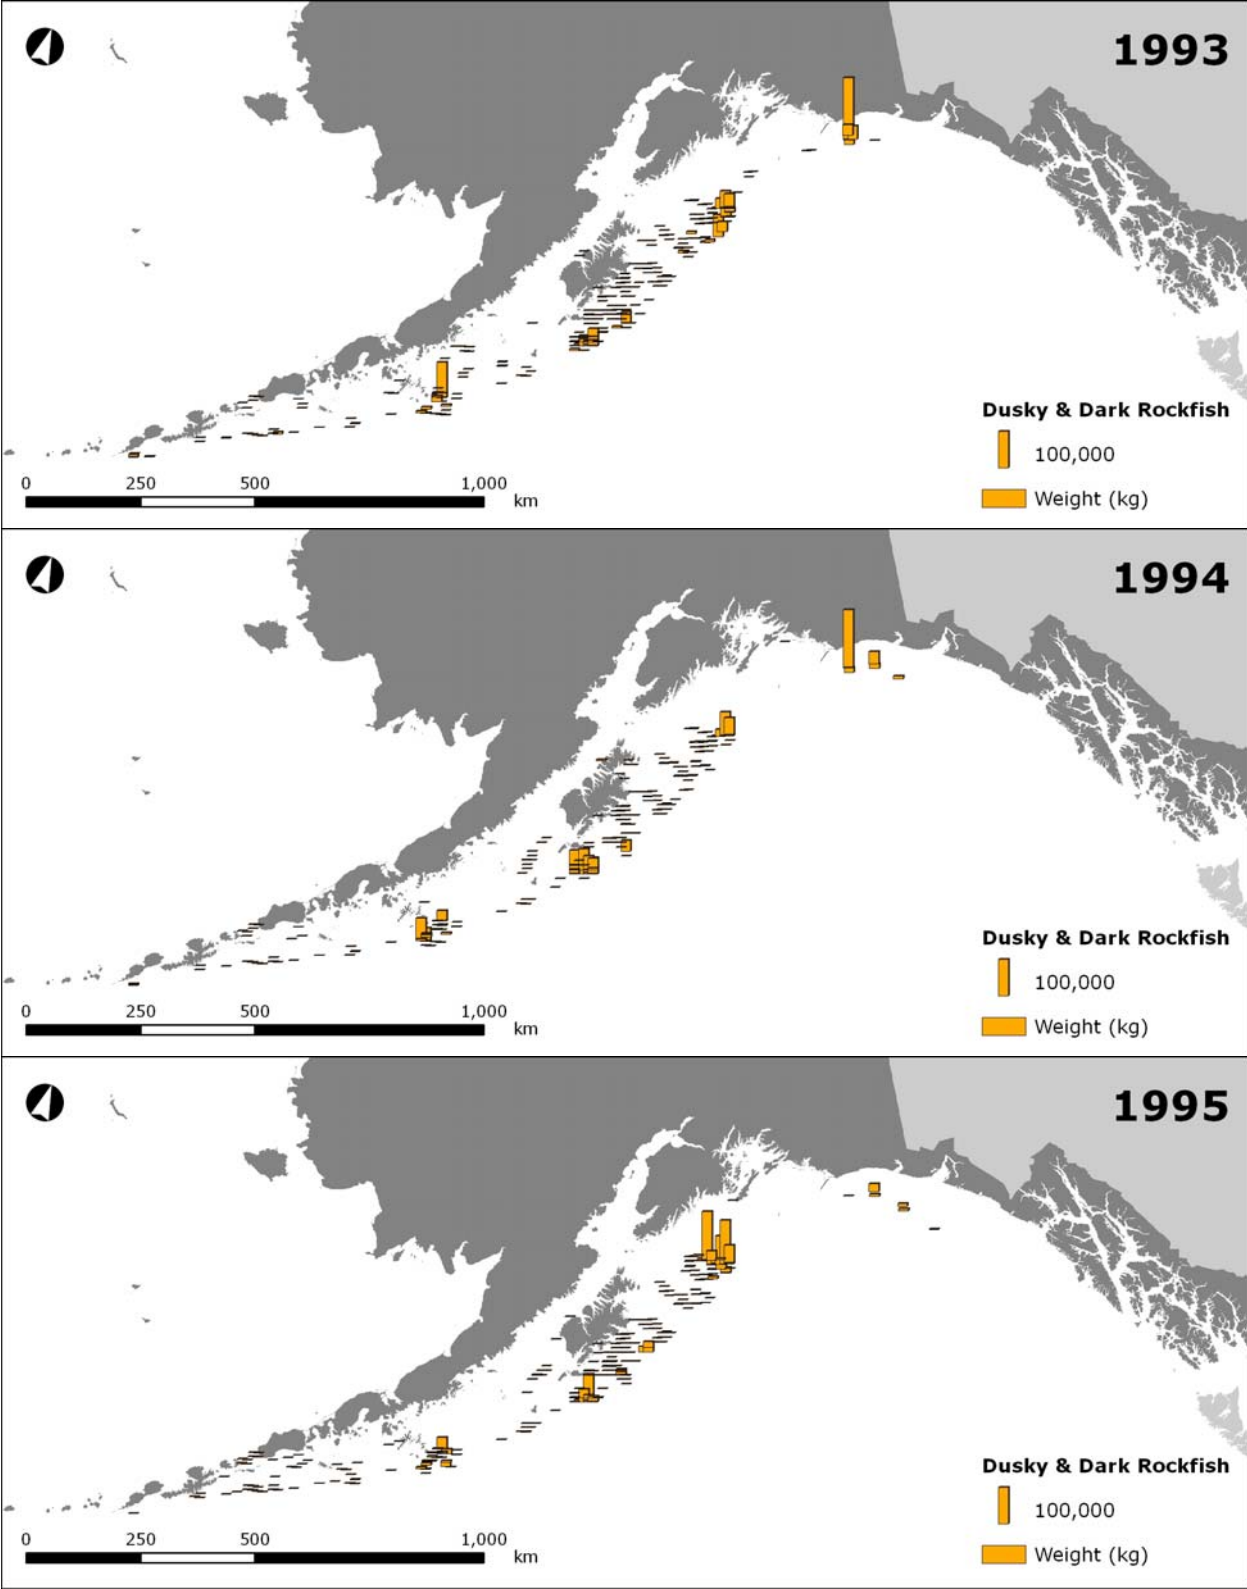 1993
Dusky & Dark Rockfish
100,000
Weight (kg)
0 250 500 1,000
km
1994
Dusky & Dark Rockfish
100,000
Weight (kg)
0 250 500 1,000
km
1995
Dusky & Dark Rockfish
100,000
Weight (kg)
0 250 500 1,000
km